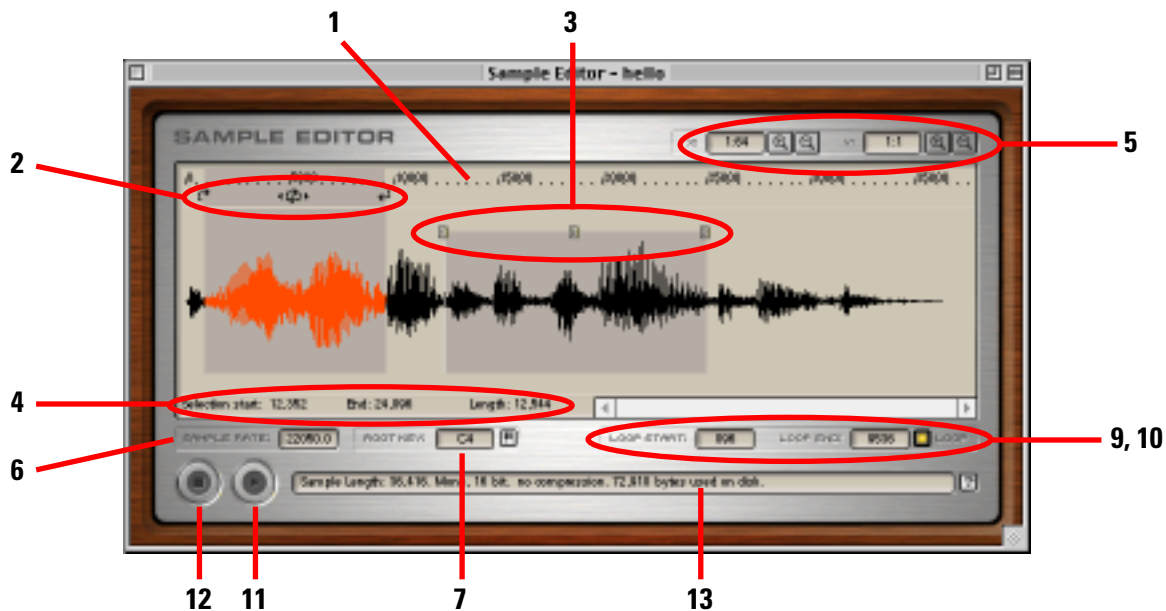 1
3
Sample Editor - hello
SAMPLE EDITOR
1:64
1:1
5
2
5000 10000 15000 20000 25000 30000 35000
4
Selection start: 12,352 End: 24,896 Length: 12,544
6
SAMPLE RATE: 22050.0
ROOT KEY: C4
LOOP START: 896
LOOP END: 9536
LOOP
9, 10
Sample Length: 36,416. Mono, 16 bit, no compression.
bytes used on disk.
?
12
11
7
13